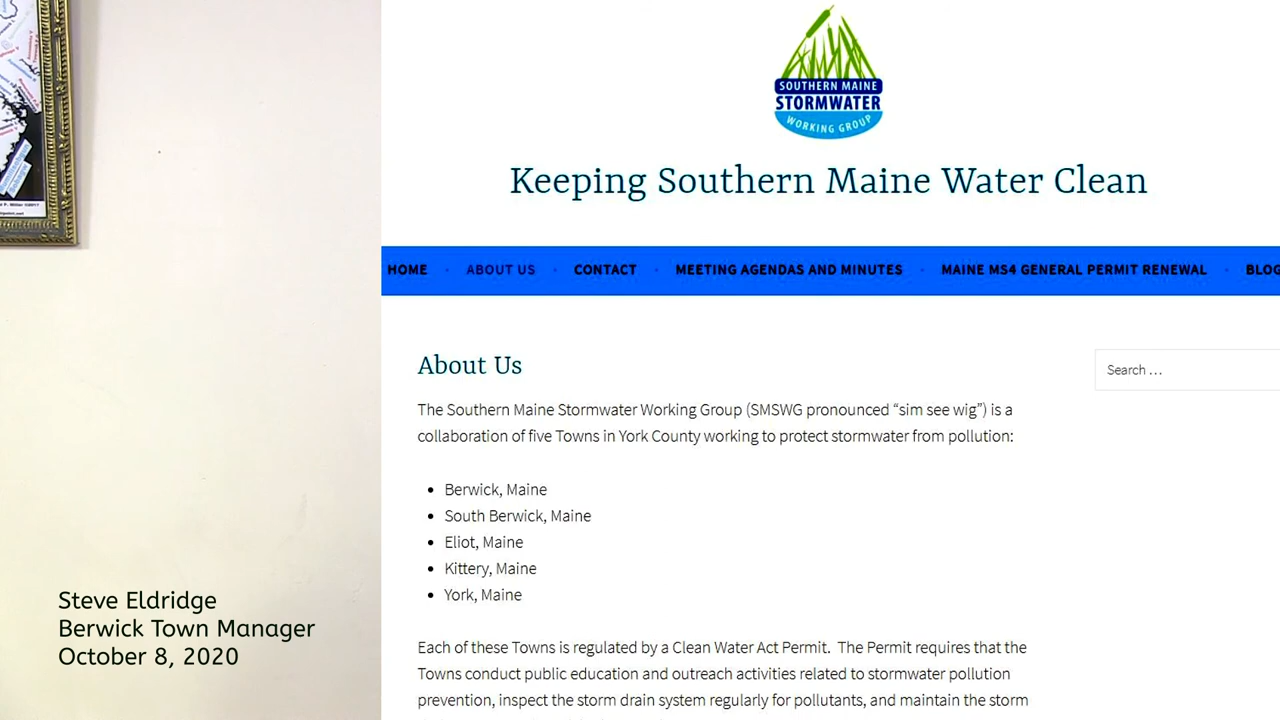 SOUTHERN MAINE
STORMWATER
WORKING GROUP
Keeping Southern Maine Water Clean
HOME · ABOUT US · CONTACT · MEETING AGENDAS AND MINUTES · MAINE MS4 GENERAL PERMIT RENEWAL · BLOG
About Us
Search …
The Southern Maine Stormwater Working Group (SMSWG pronounced “sim see wig”) is a
collaboration of five Towns in York County working to protect stormwater from pollution:
• Berwick, Maine
• South Berwick, Maine
• Eliot, Maine
• Kittery, Maine
• York, Maine
Each of these Towns is regulated by a Clean Water Act Permit.  The Permit requires that the
Towns conduct public education and outreach activities related to stormwater pollution
prevention, inspect the storm drain system regularly for pollutants, and maintain the storm
Steve Eldridge
Berwick Town Manager
October 8, 2020